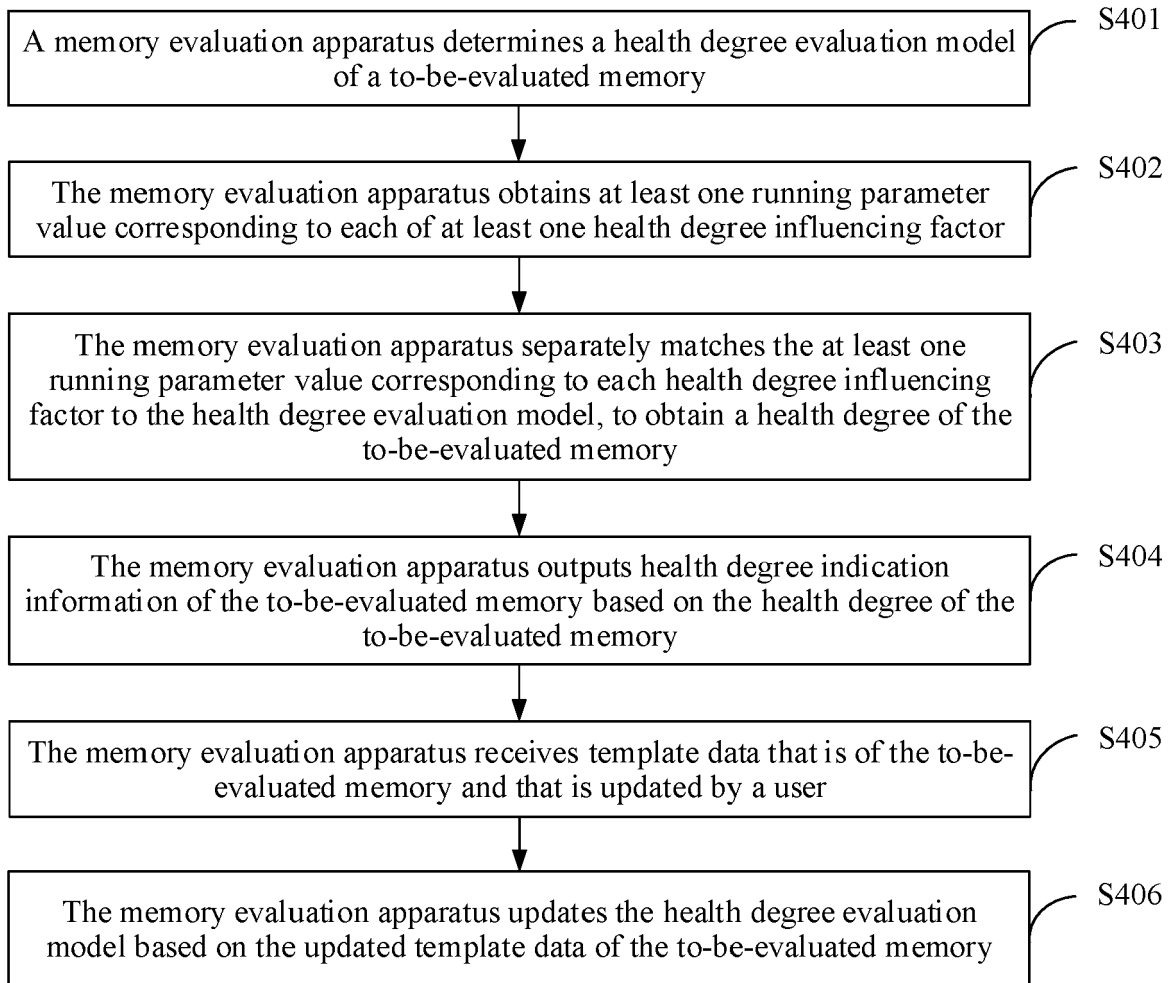 S401
A memory evaluation apparatus determines a health degree evaluation model
of a to-be-evaluated memory
S402
The memory evaluation apparatus obtains at least one running parameter
value corresponding to each of at least one health degree influencing factor
S403
The memory evaluation apparatus separately matches the at least one
running parameter value corresponding to each health degree influencing
factor to the health degree evaluation model, to obtain a health degree of the
to-be-evaluated memory
S404
The memory evaluation apparatus outputs health degree indication
information of the to-be-evaluated memory based on the health degree of the
to-be-evaluated memory
S405
The memory evaluation apparatus receives template data that is of the to-be-
evaluated memory and that is updated by a user
S406
The memory evaluation apparatus updates the health degree evaluation
model based on the updated template data of the to-be-evaluated memory